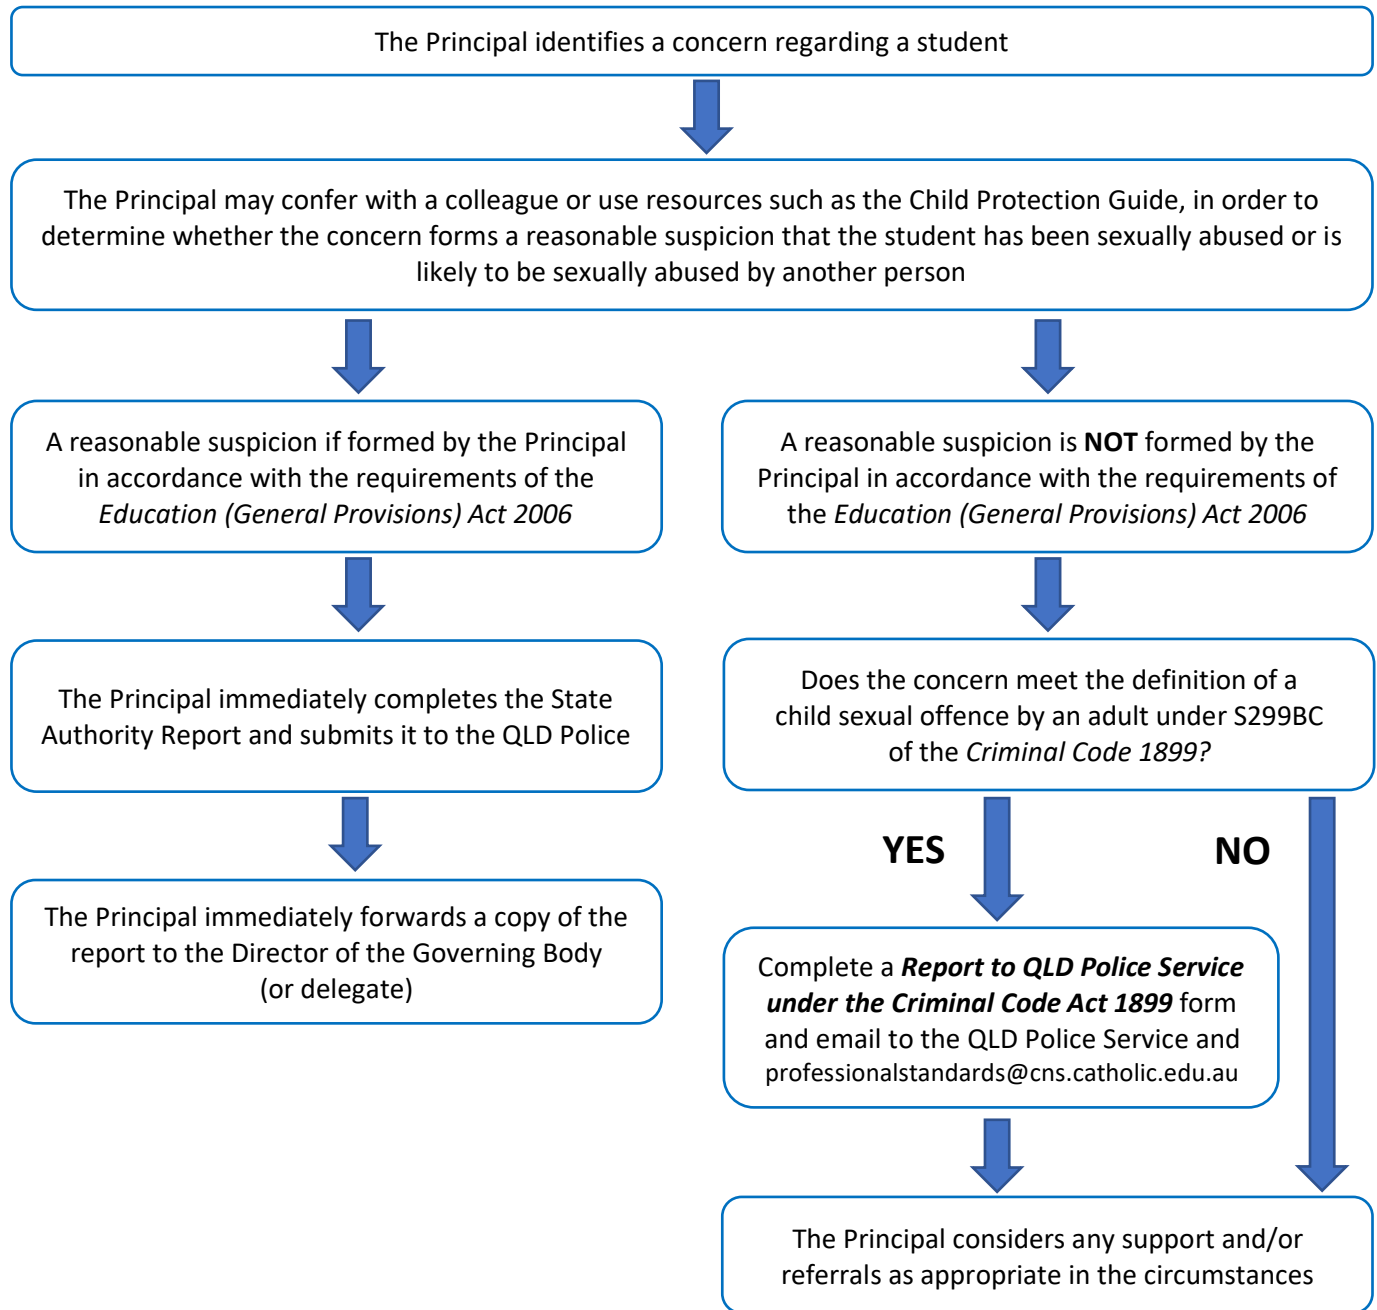 The Principal identifies a concern regarding a student
The Principal may confer with a colleague or use resources such as the Child Protection Guide, in order to
determine whether the concern forms a reasonable suspicion that the student has been sexually abused or is
likely to be sexually abused by another person
A reasonable suspicion if formed by the Principal
in accordance with the requirements of the
Education (General Provisions) Act 2006
The Principal immediately completes the State
Authority Report and submits it to the QLD Police
The Principal immediately forwards a copy of the
report to the Director of the Governing Body
(or delegate)
A reasonable suspicion is NOT formed by the
Principal in accordance with the requirements of
the Education (General Provisions) Act 2006
Does the concern meet the definition of a
child sexual offence by an adult under S299BC
of the Criminal Code 1899?
YES
NO
Complete a Report to QLD Police Service
under the Criminal Code Act 1899 form
and email to the QLD Police Service and
professionalstandards@cns.catholic.edu.au
The Principal considers any support and/or
referrals as appropriate in the circumstances